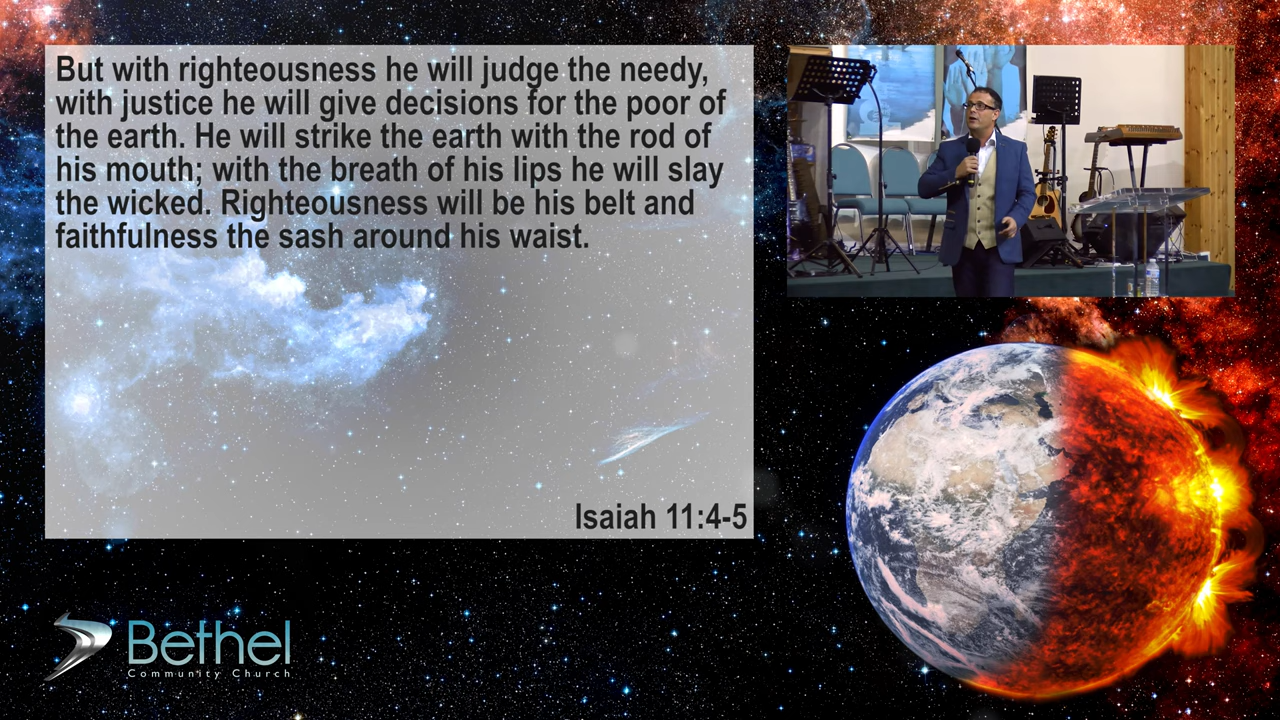 But with righteousness he will judge the needy,
with justice he will give decisions for the poor of
the earth. He will strike the earth with the rod of
his mouth; with the breath of his lips he will slay
the wicked. Righteousness will be his belt and
faithfulness the sash around his waist.
Isaiah 11:4-5
Bethel
Community Church